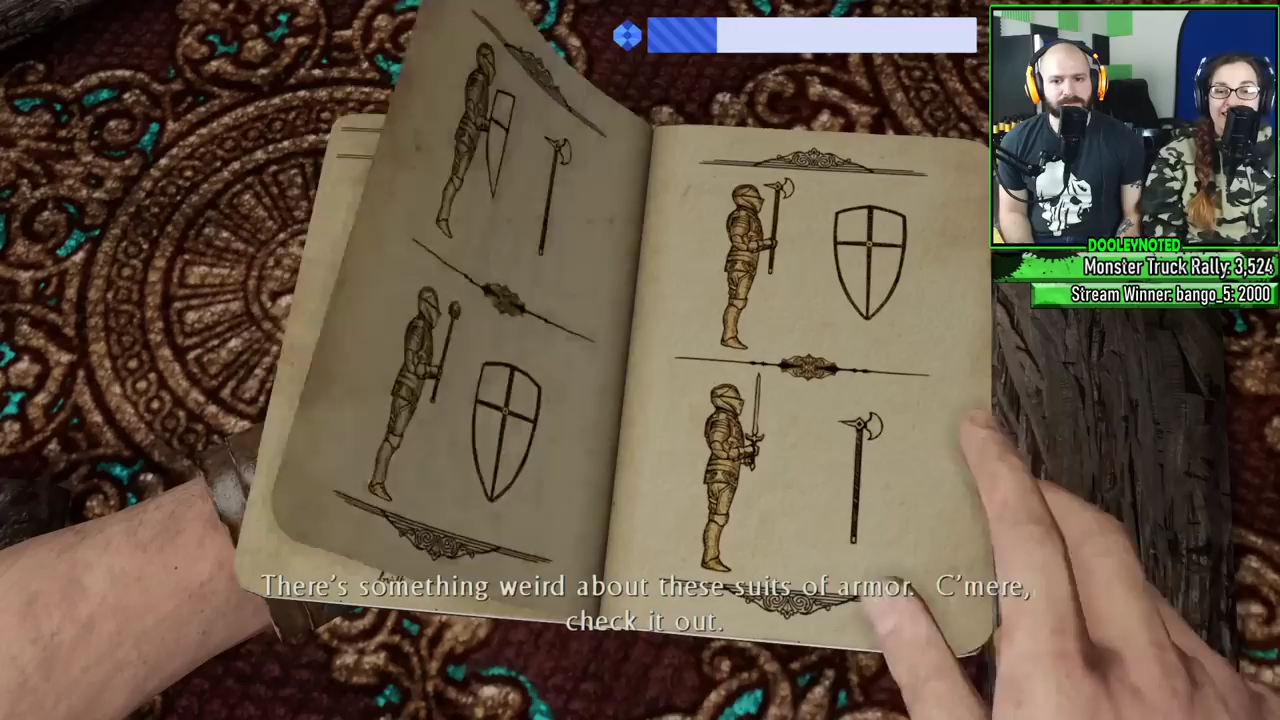 DOOLEYNOTED
Monster Truck Rally: 3,524
Stream Winner: bango_5: 2000
There's something weird about these suits of armor. C'mere,
check it out.